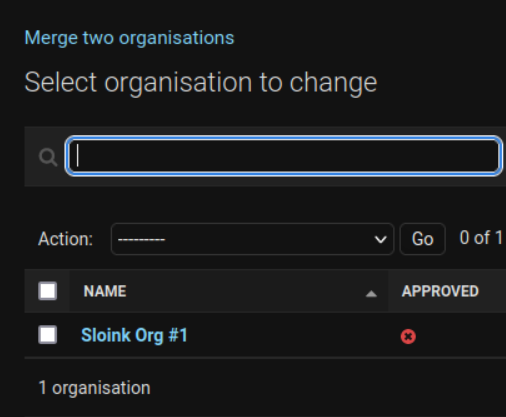 Merge two organisations
Select organisation to change
Action: --------- Go 0 of 1
NAME APPROVED
Sloink Org #1
1 organisation